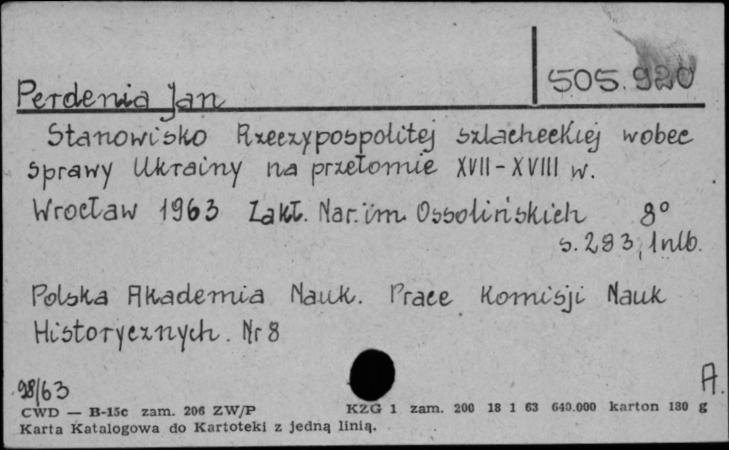 505.920
Perdenia Jan
Stanowisko Rzeczypospolitej szlacheckiej wobec
sprawy Ukrainy na przełomie XVII-XVIII w.
Wrocław 1963 Zakł. Nar. im. Ossolińskich 8°
s. 283, 1 nlb.
Polska Akademia Nauk. Prace Komisji Nauk
Historycznych. Nr 8
98/63
A.
CWD — B-15c zam. 206 ZW/P KZG 1 zam. 200 18 1 63 640.000 karton 180 g
Karta Katalogowa do Kartoteki z jedną linią.